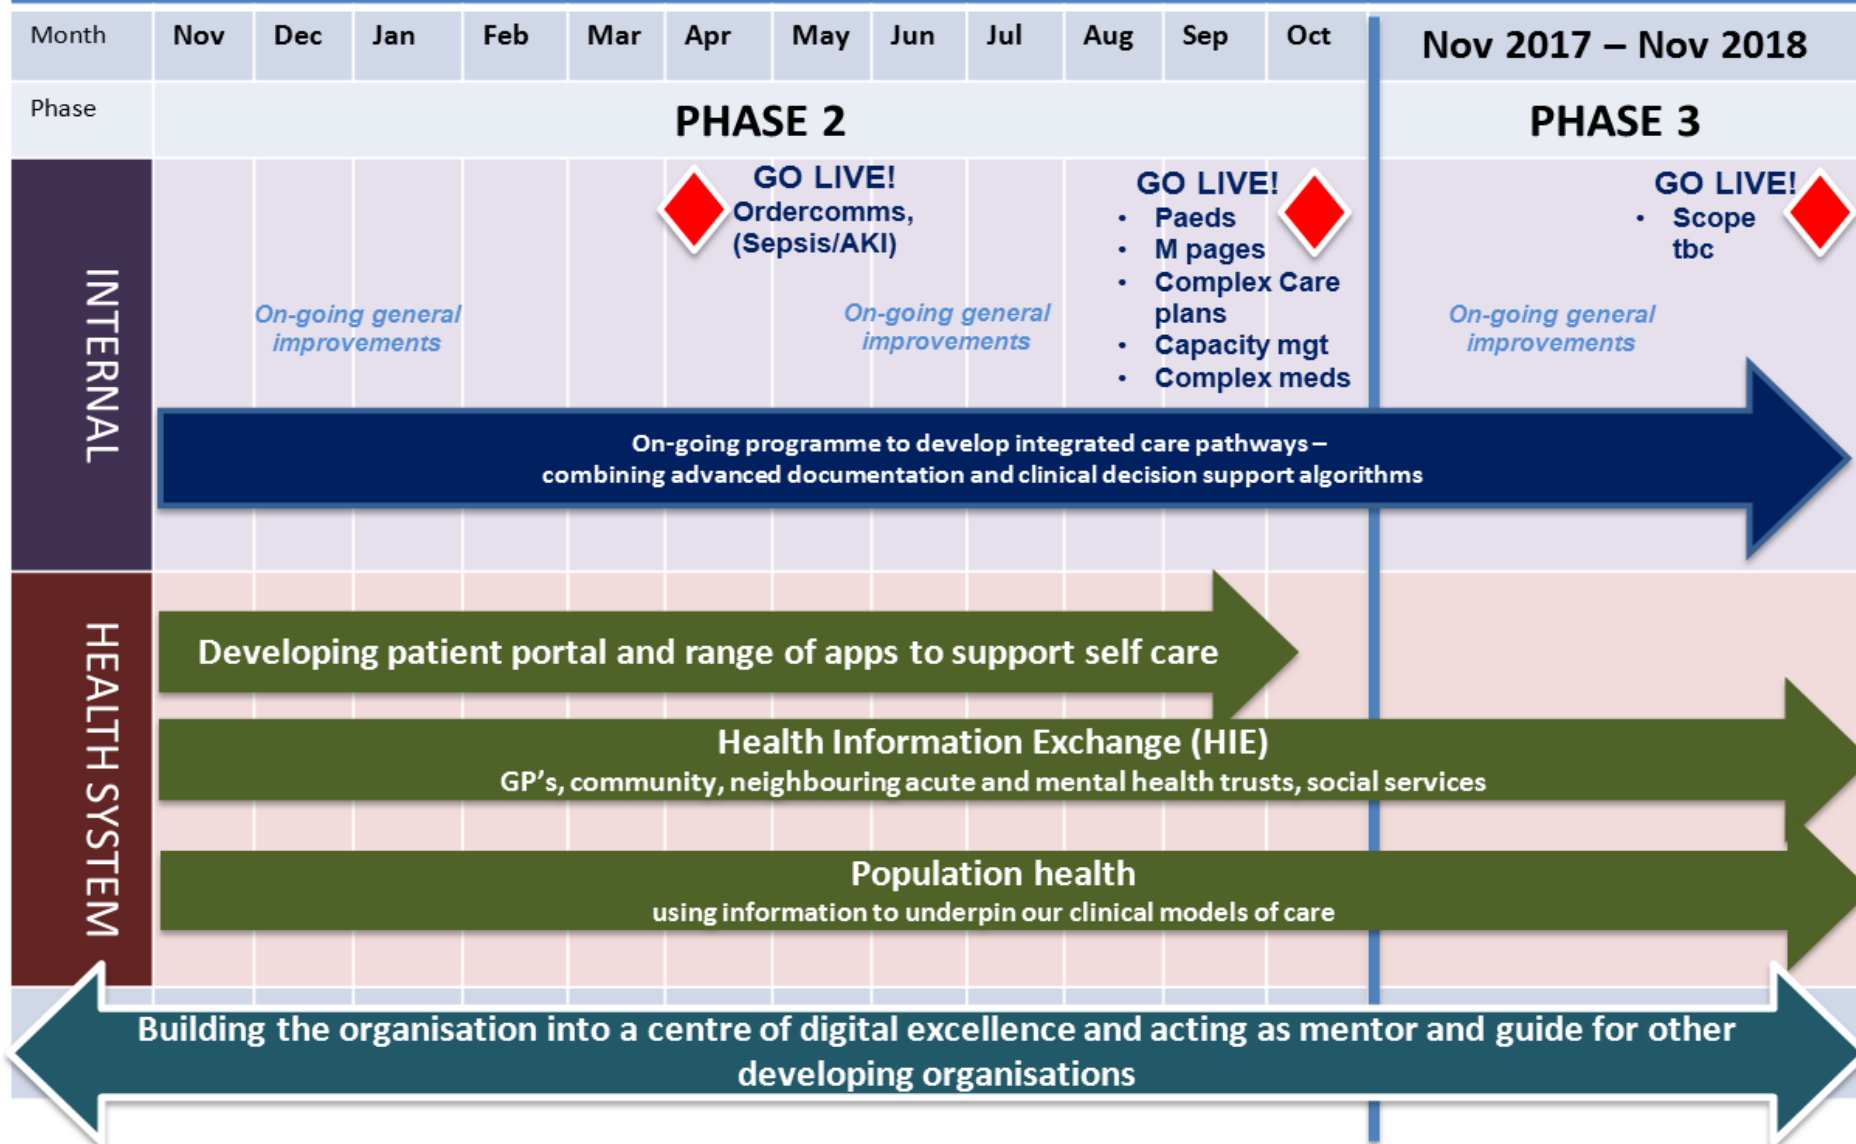 Month Nov Dec Jan Feb Mar Apr May Jun Jul Aug Sep Oct Nov 2017 – Nov 2018
Phase PHASE 2 PHASE 3
INTERNAL
GO LIVE!
Ordercomms,
(Sepsis/AKI)
GO LIVE!
• Paeds
• M pages
• Complex Care
plans
• Capacity mgt
• Complex meds
GO LIVE!
• Scope
tbc
On-going general
improvements
On-going general
improvements
On-going general
improvements
On-going programme to develop integrated care pathways –
combining advanced documentation and clinical decision support algorithms
HEALTH SYSTEM
Developing patient portal and range of apps to support self care
Health Information Exchange (HIE)
GP's, community, neighbouring acute and mental health trusts, social services
Population health
using information to underpin our clinical models of care
Building the organisation into a centre of digital excellence and acting as mentor and guide for other
developing organisations